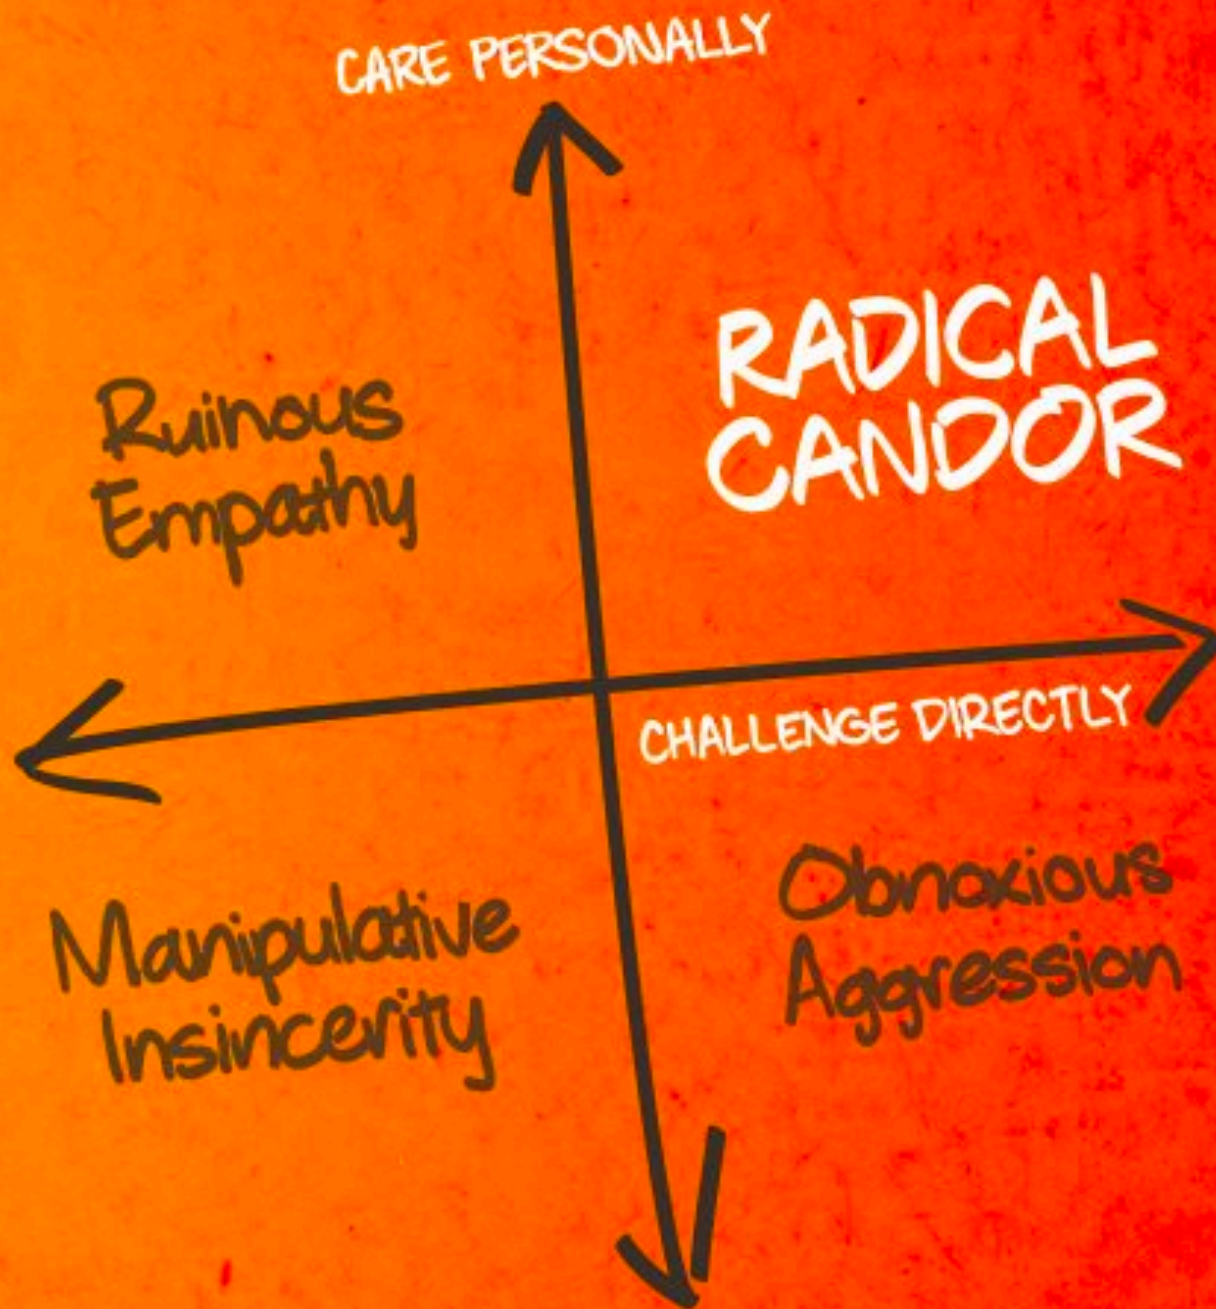 CARE PERSONALLY
RADICAL
CANDOR
Ruinous
Empathy
CHALLENGE DIRECTLY
Manipulative
Insincerity
Obnoxious
Aggression